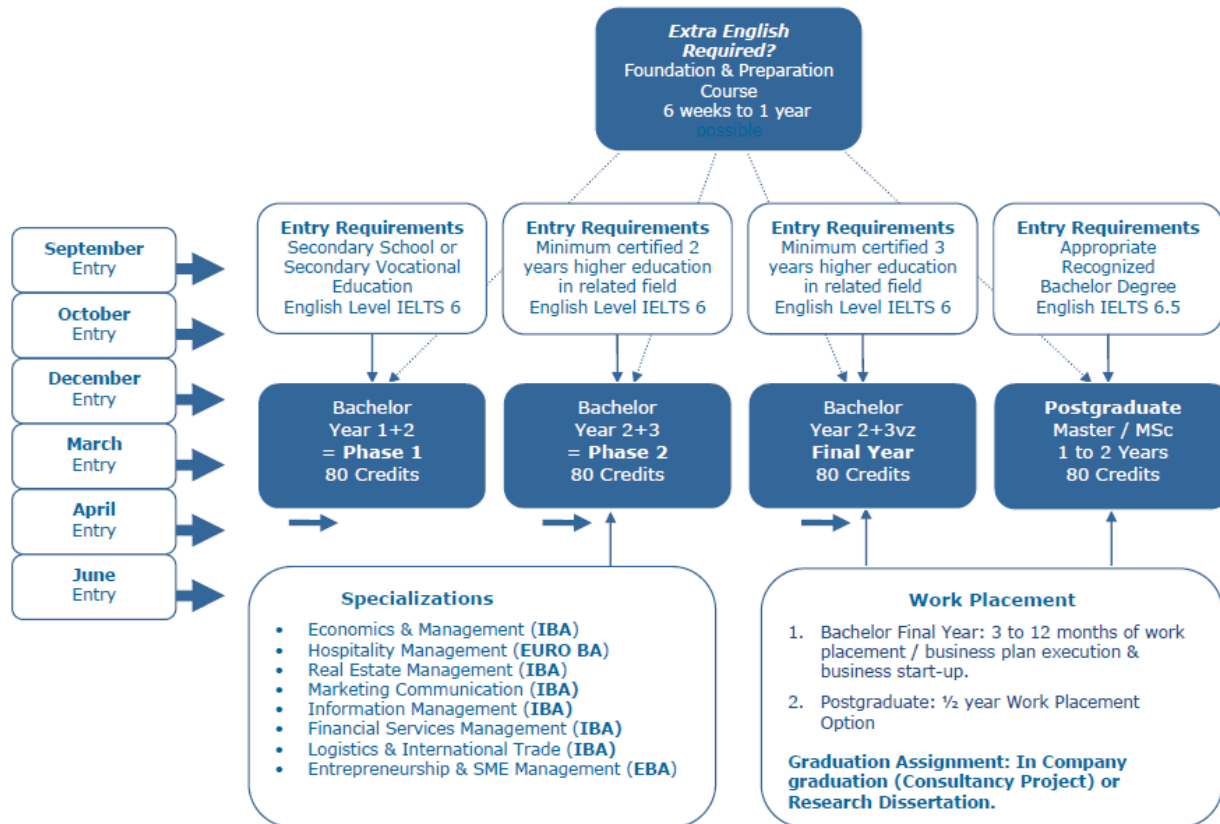 Extra English
Required?
Foundation & Preparation
Course
6 weeks to 1 year
possible
September
Entry
October
Entry
December
Entry
March
Entry
April
Entry
June
Entry
Entry Requirements
Secondary School or
Secondary Vocational
Education
English Level IELTS 6
Entry Requirements
Minimum certified 2
years higher education
in related field
English Level IELTS 6
Entry Requirements
Minimum certified 3
years higher education
in related field
English Level IELTS 6
Entry Requirements
Appropriate
Recognized
Bachelor Degree
English IELTS 6.5
Bachelor
Year 1+2
= Phase 1
80 Credits
Bachelor
Year 2+3
= Phase 2
80 Credits
Bachelor
Year 2+3vz
Final Year
80 Credits
Postgraduate
Master / MSc
1 to 2 Years
80 Credits
Specializations
• Economics & Management (IBA)
• Hospitality Management (EURO BA)
• Real Estate Management (IBA)
• Marketing Communication (IBA)
• Information Management (IBA)
• Financial Services Management (IBA)
• Logistics & International Trade (IBA)
• Entrepreneurship & SME Management (EBA)
Work Placement
1. Bachelor Final Year: 3 to 12 months of work
placement / business plan execution &
business start-up.
2. Postgraduate: ½ year Work Placement
Option
Graduation Assignment: In Company
graduation (Consultancy Project) or
Research Dissertation.